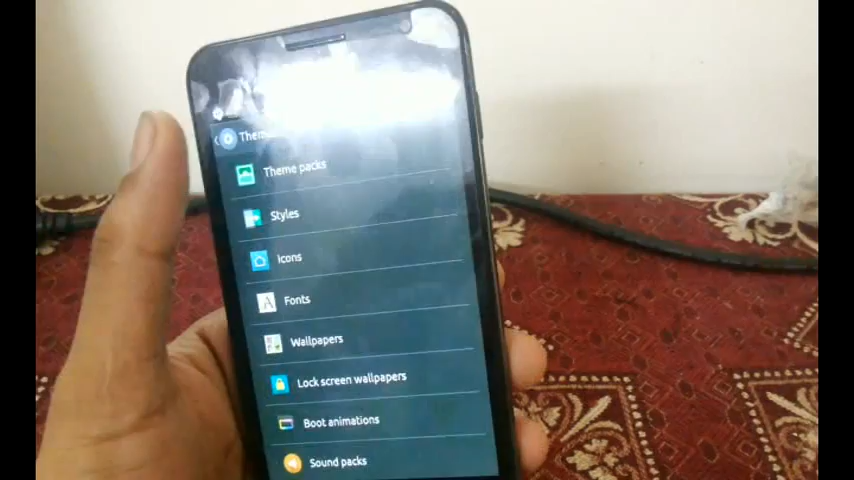 Theme packs
Styles
Icons
Fonts
Wallpapers
Lock screen wallpapers
Boot animations
Sound packs